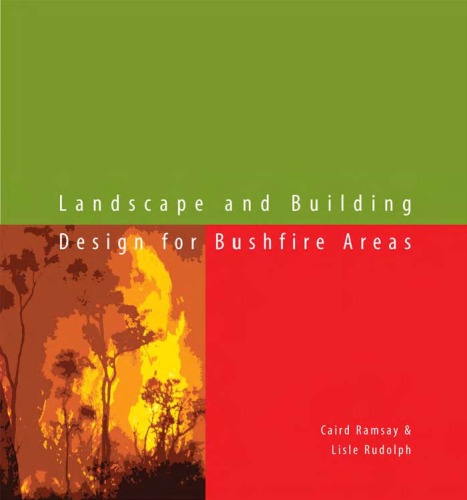 Landscape and Building
Design for Bushfire Areas
Caird Ramsay &
Lisle Rudolph